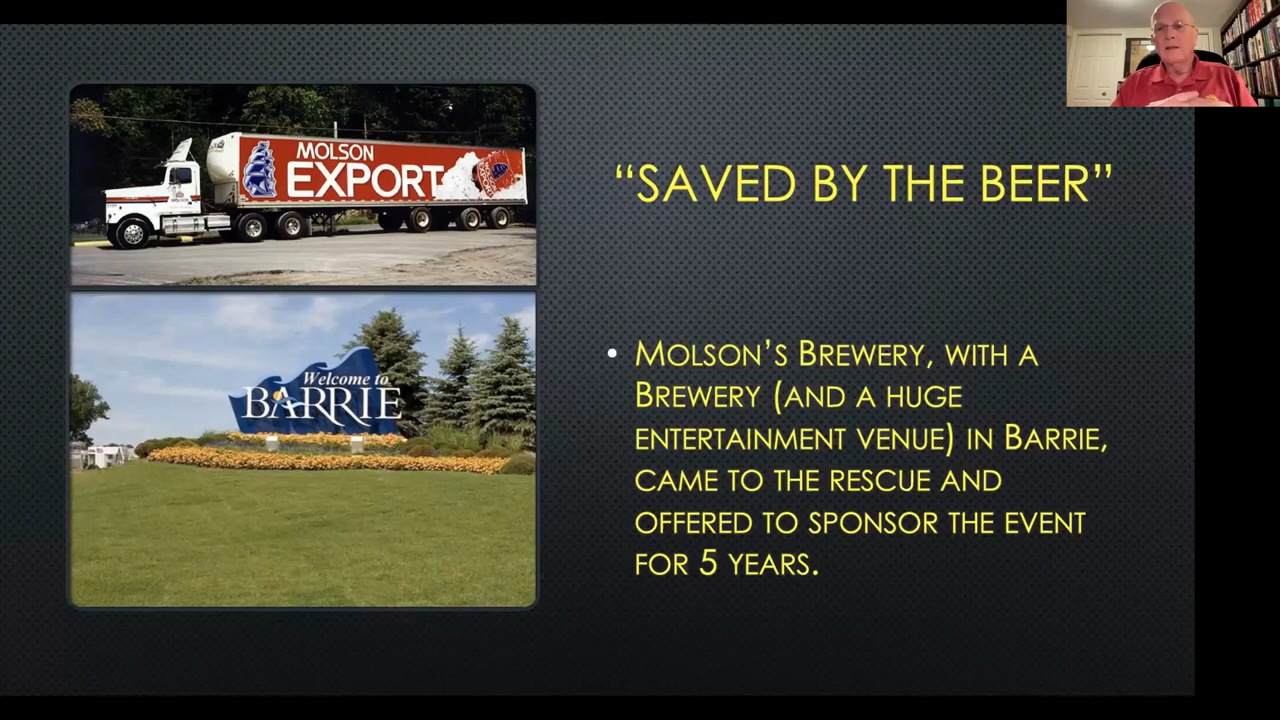 MOLSON
EXPORT
EXPORT
Welcome to
BARRIE
“SAVED BY THE BEER”
• MOLSON’S BREWERY, WITH A
BREWERY (AND A HUGE
ENTERTAINMENT VENUE) IN BARRIE,
CAME TO THE RESCUE AND
OFFERED TO SPONSOR THE EVENT
FOR 5 YEARS.